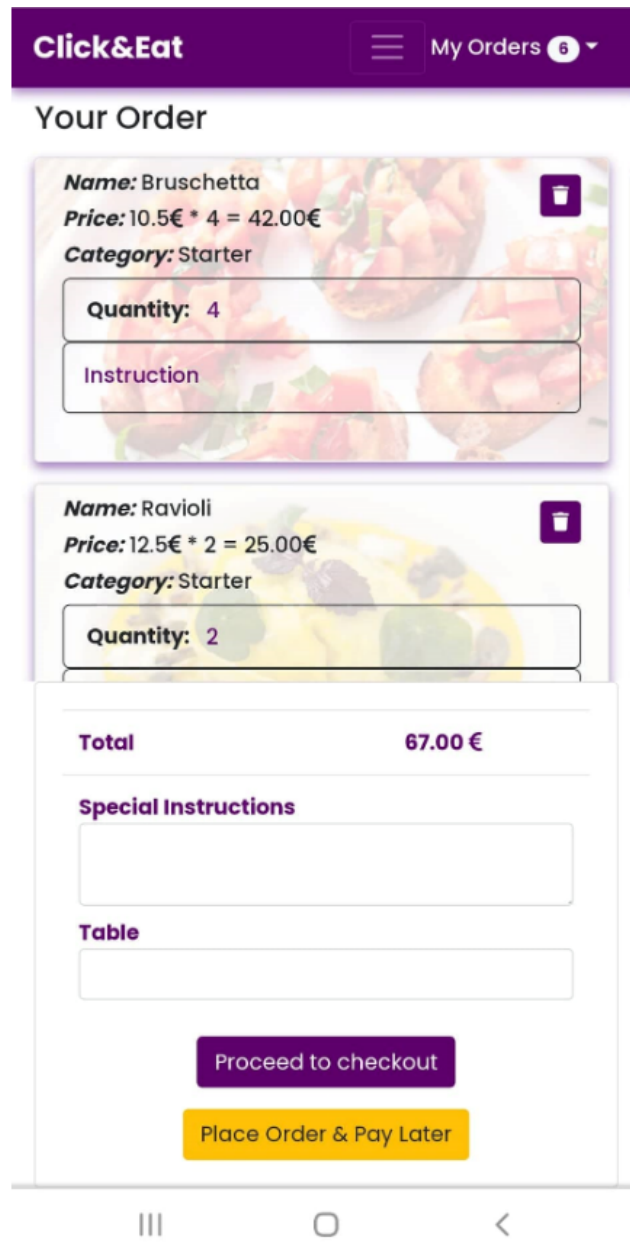 Click&Eat My Orders 6
Your Order
Name: Bruschetta
Price: 10.5€ * 4 = 42.00€
Category: Starter
Quantity: 4
Instruction
Name: Ravioli
Price: 12.5€ * 2 = 25.00€
Category: Starter
Quantity: 2
Total 67.00 €
Special Instructions
Table
Proceed to checkout
Place Order & Pay Later